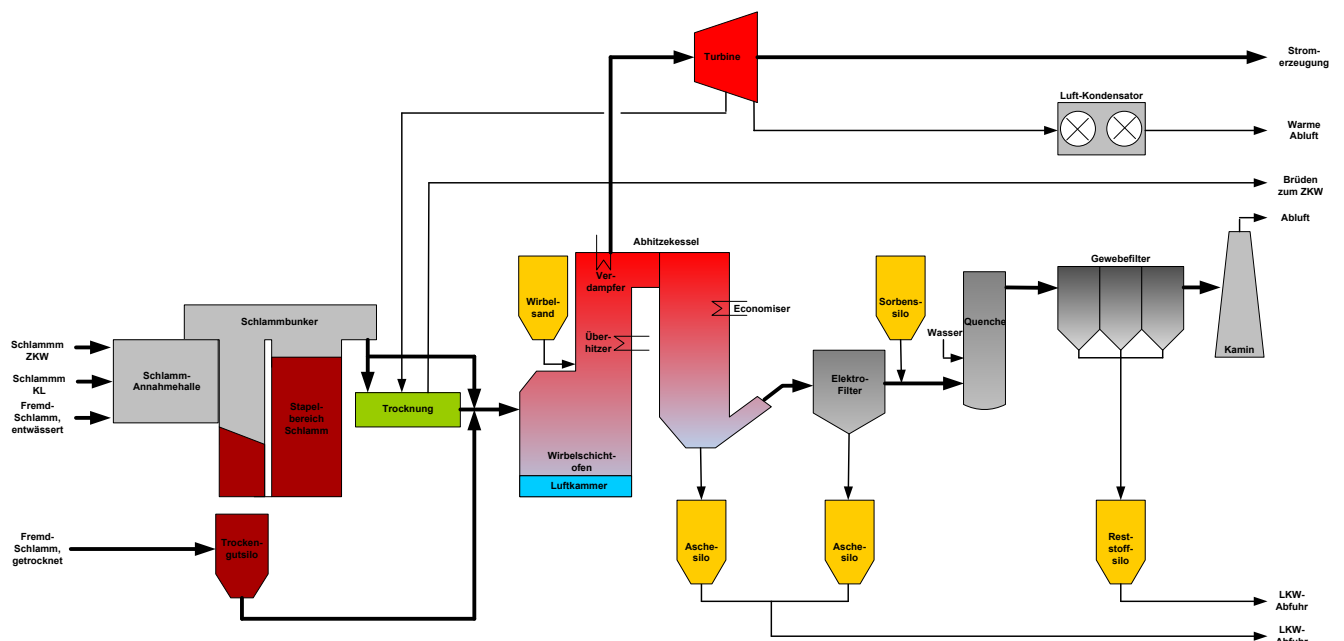 Turbine
Strom-
erzeugung
Luft-Kondensator
Warme
Abluft
Brüden
zum ZKW
Abluft
Abhitzekessel
Gewebefilter
Ver-
dampfer
Wirbel-
sand
Sorbens-
silo
Economiser
Quenche
Schlammbunker
Wasser
Über-
hitzer
Kamin
Schlammm
ZKW
Schlamm-
Annahmehalle
Schlammm
KL
Elektro-
Filter
Fremd-
Schlamm,
entwässert
Stapel-
bereich
Schlamm
Trocknung
Wirbelschicht-
ofen
Luftkammer
Fremd-
Schlamm,
getrocknet
Trocken-
gutsilo
Asche-
silo
Asche-
silo
Rest-
stoff-
silo
LKW-
Abfuhr
LKW-
Abfuhr